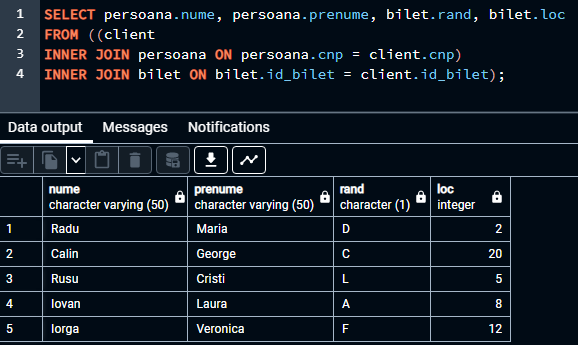 1 SELECT persoana.nume, persoana.prenume, bilet.rand, bilet.loc
2 FROM ((client
3 INNER JOIN persoana ON persoana.cnp = client.cnp)
4 INNER JOIN bilet ON bilet.id_bilet = client.id_bilet);
Data output Messages Notifications
nume prenume rand loc
character varying (50) character varying (50) character (1) integer
1 Radu Maria D 2
2 Calin George C 20
3 Rusu Cristi L 5
4 Iovan Laura A 8
5 Iorga Veronica F 12